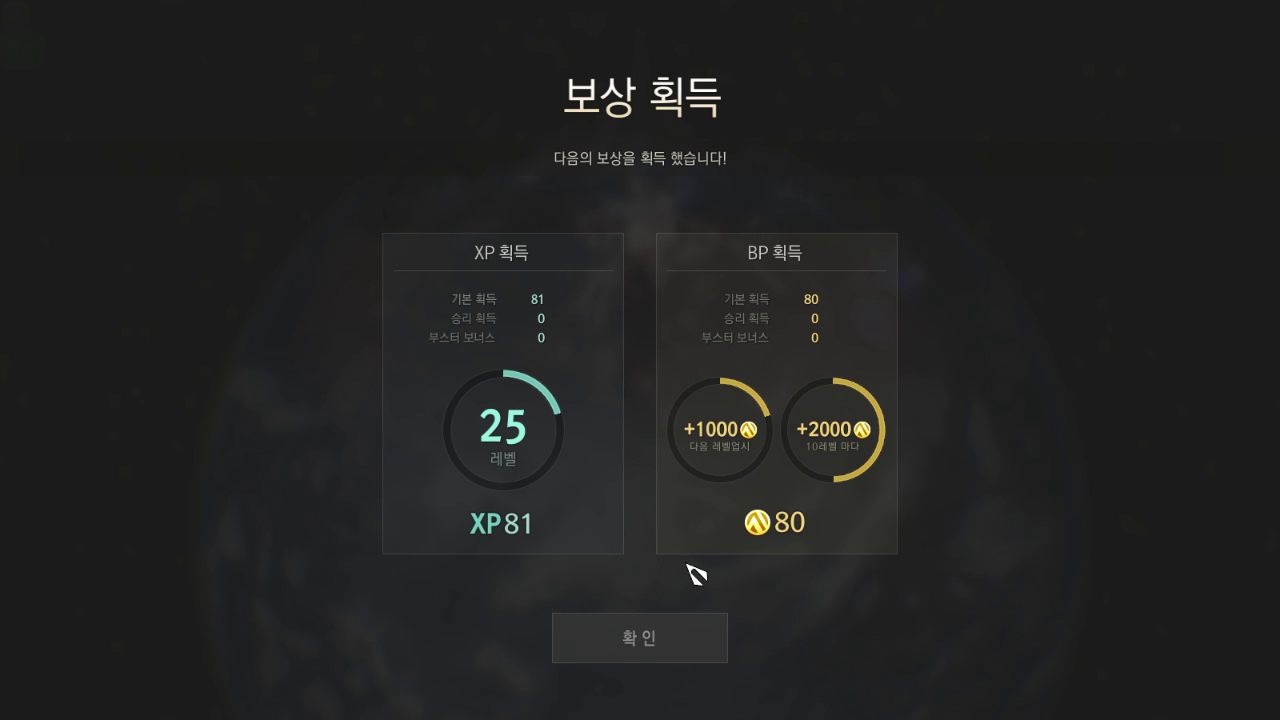 보상 획득
다음의 보상을 획득 했습니다!
XP 획득
기본 획득 81
승리 획득 0
부스터 보너스 0
25
레벨
XP 81
BP 획득
기본 획득 80
승리 획득 0
부스터 보너스 0
+1000
다음 레벨업시
+2000
10레벨 마다
80
확인